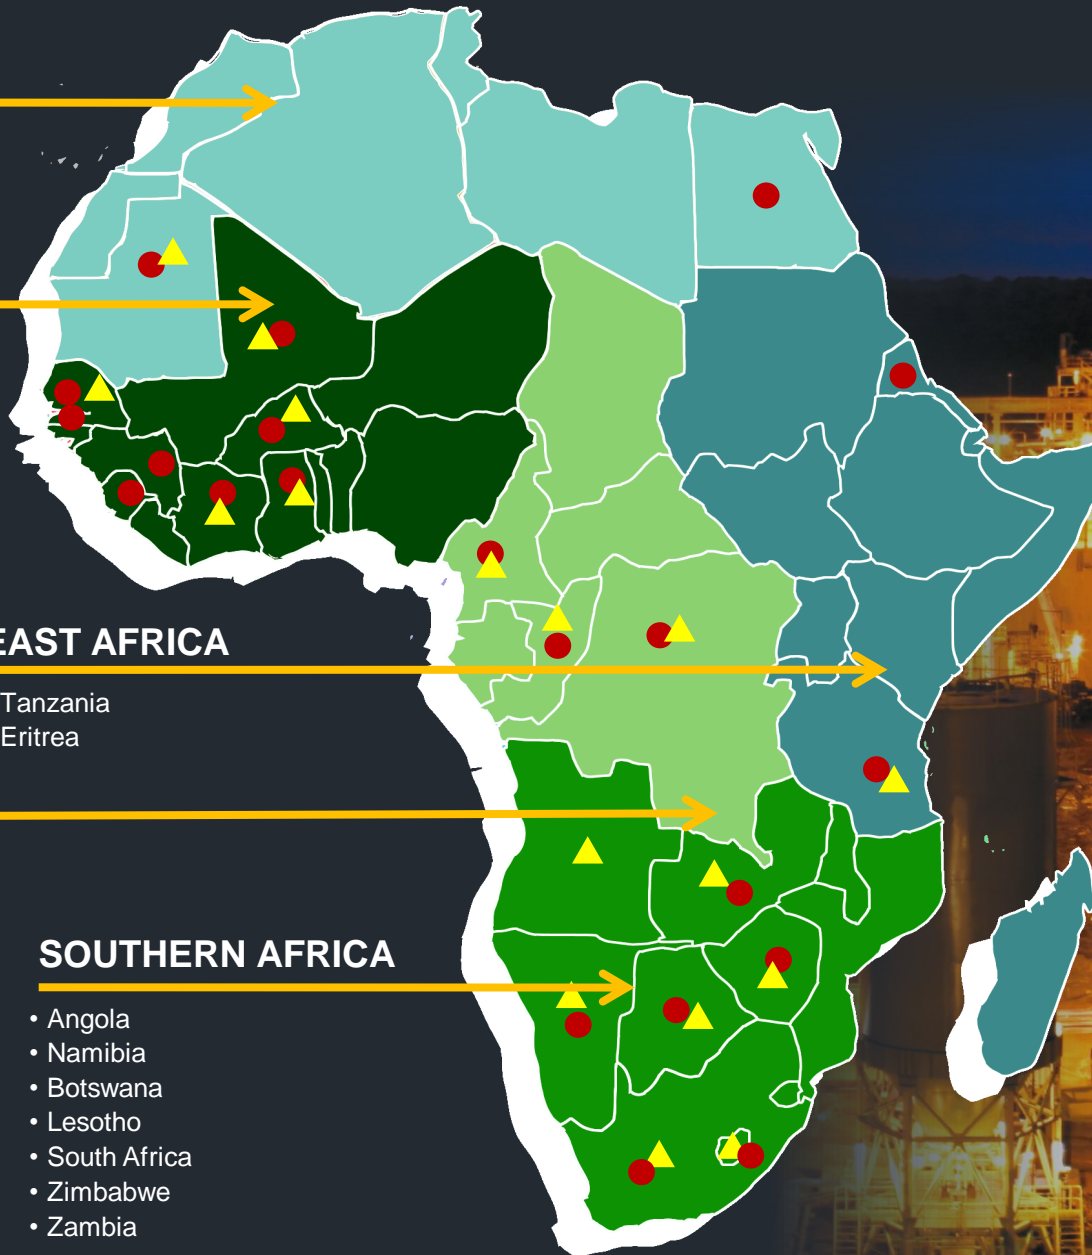 EAST AFRICA
Tanzania
Eritrea
SOUTHERN AFRICA
• Angola
• Namibia
• Botswana
• Lesotho
• South Africa
• Zimbabwe
• Zambia